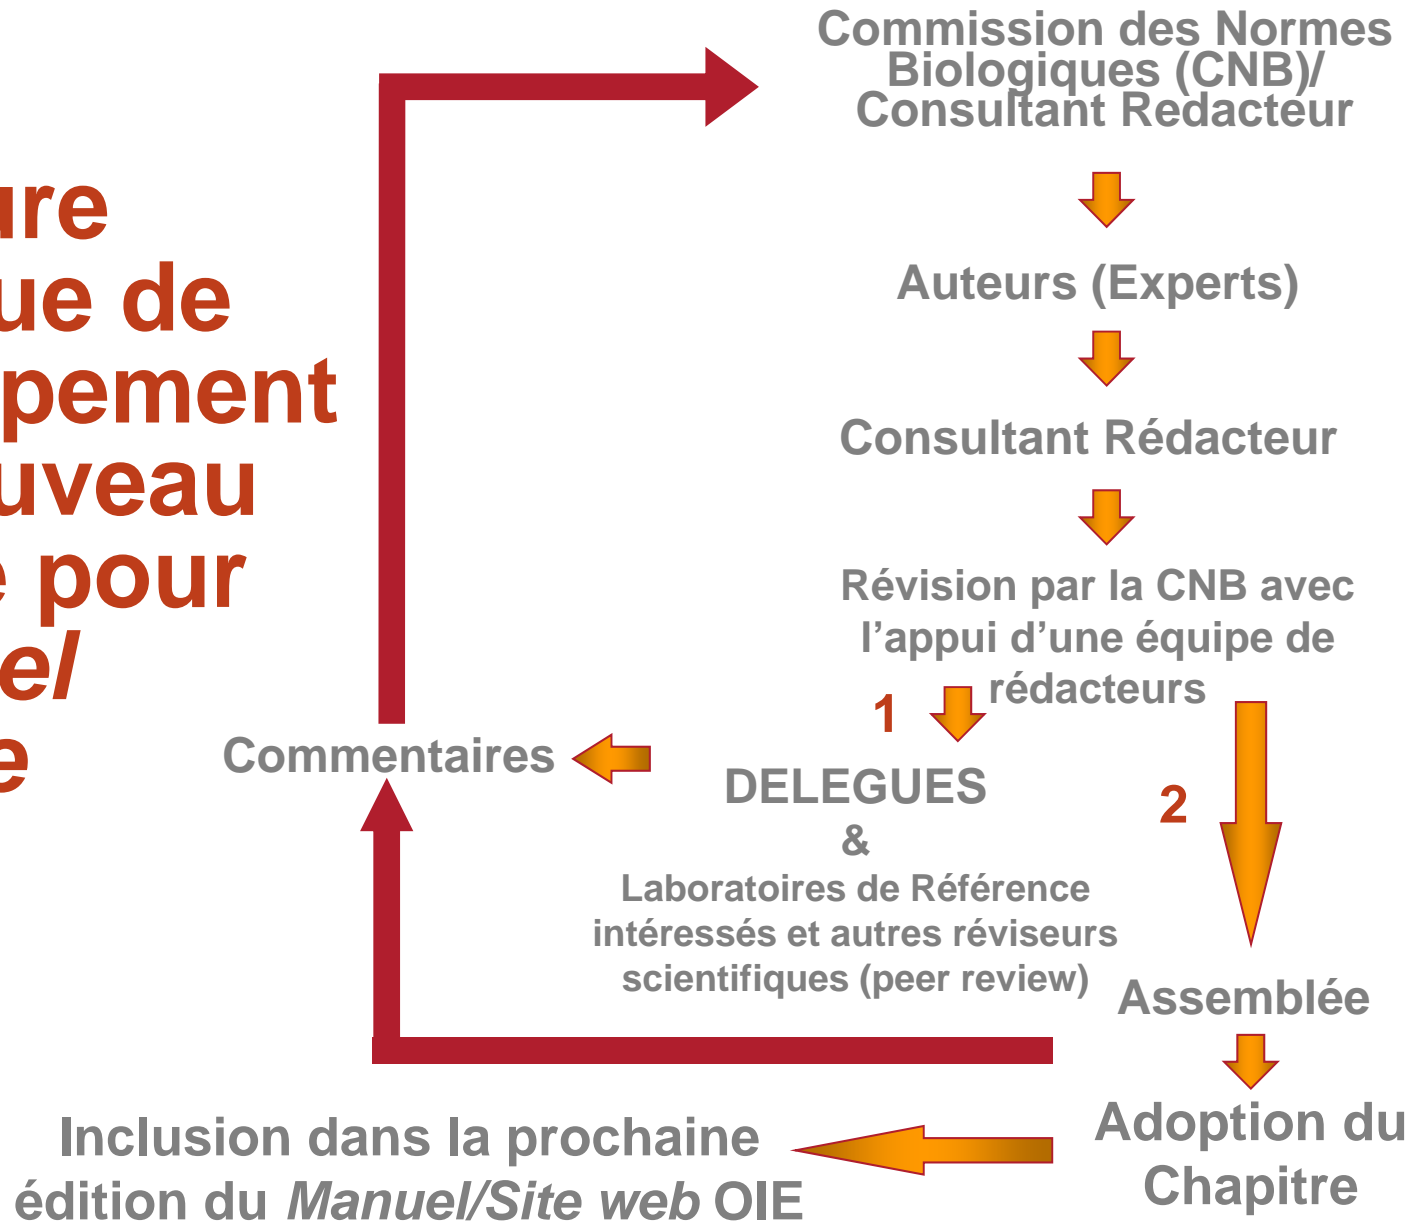 ure
ue de
pement
uveau
e pour
el
e
Commission des Normes
Biologiques (CNB)/
Consultant Redacteur
Auteurs (Experts)
Consultant Rédacteur
Révision par la CNB avec
l’appui d’une équipe de
rédacteurs
1
2
Commentaires
DELEGUES
&
Laboratoires de Référence
intéressés et autres réviseurs
scientifiques (peer review)
Assemblée
Adoption du
Chapitre
Inclusion dans la prochaine
édition du Manuel/Site web OIE